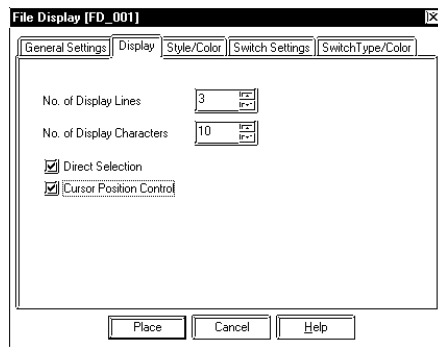 File Display [FD_001]
General Settings Display Style/Color Switch Settings SwitchType/Color
No. of Display Lines 3
No. of Display Characters 10
Direct Selection
Cursor Position Control
Place Cancel Help